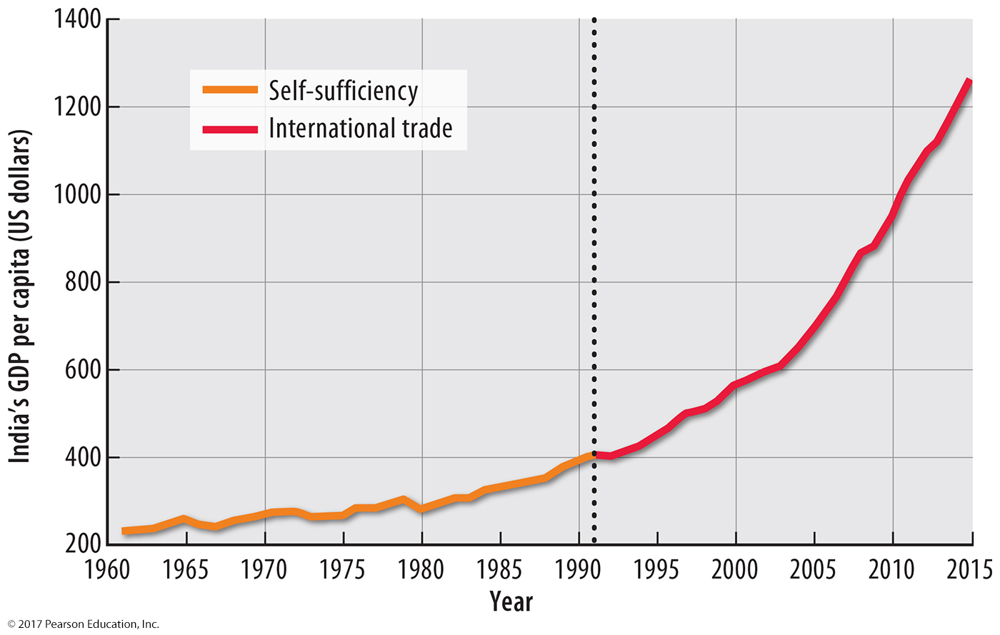 India's GDP per capita (US dollars)
1400
1200
1000
800
600
400
200
Self-sufficiency
International trade
1960 1965 1970 1975 1980 1985 1990 1995 2000 2005 2010 2015
Year
© 2017 Pearson Education, Inc.